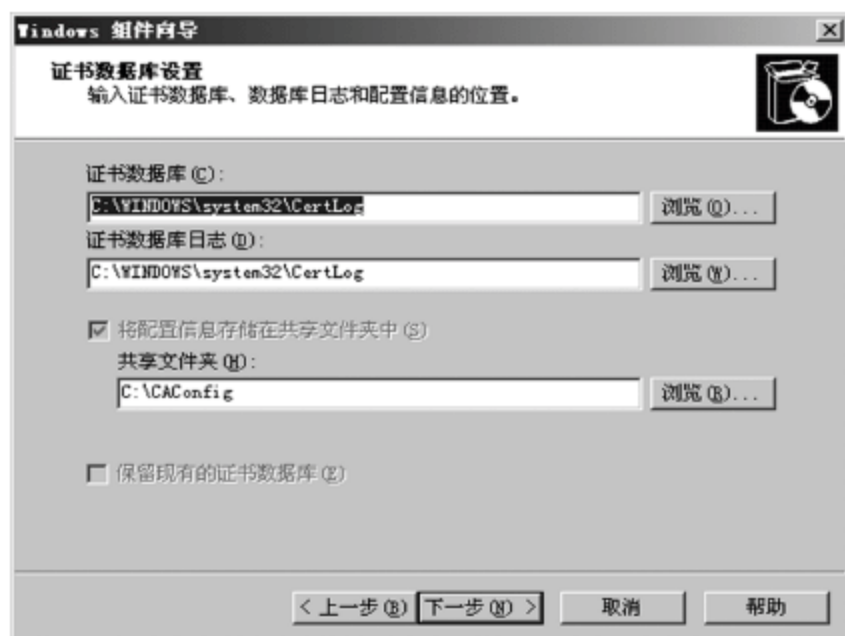 Windows 组件向导
证书数据库设置
输入证书数据库、数据库日志和配置信息的位置。
证书数据库(C):
C:\WINDOWS\system32\CertLog
浏览(O)...
证书数据库日志(D):
C:\WINDOWS\system32\CertLog
浏览(W)...
将配置信息存储在共享文件夹中(S)
共享文件夹(H):
C:\CAConfig
浏览(R)...
保留现有的证书数据库(E)
< 上一步(B) 下一步(N) > 取消 帮助